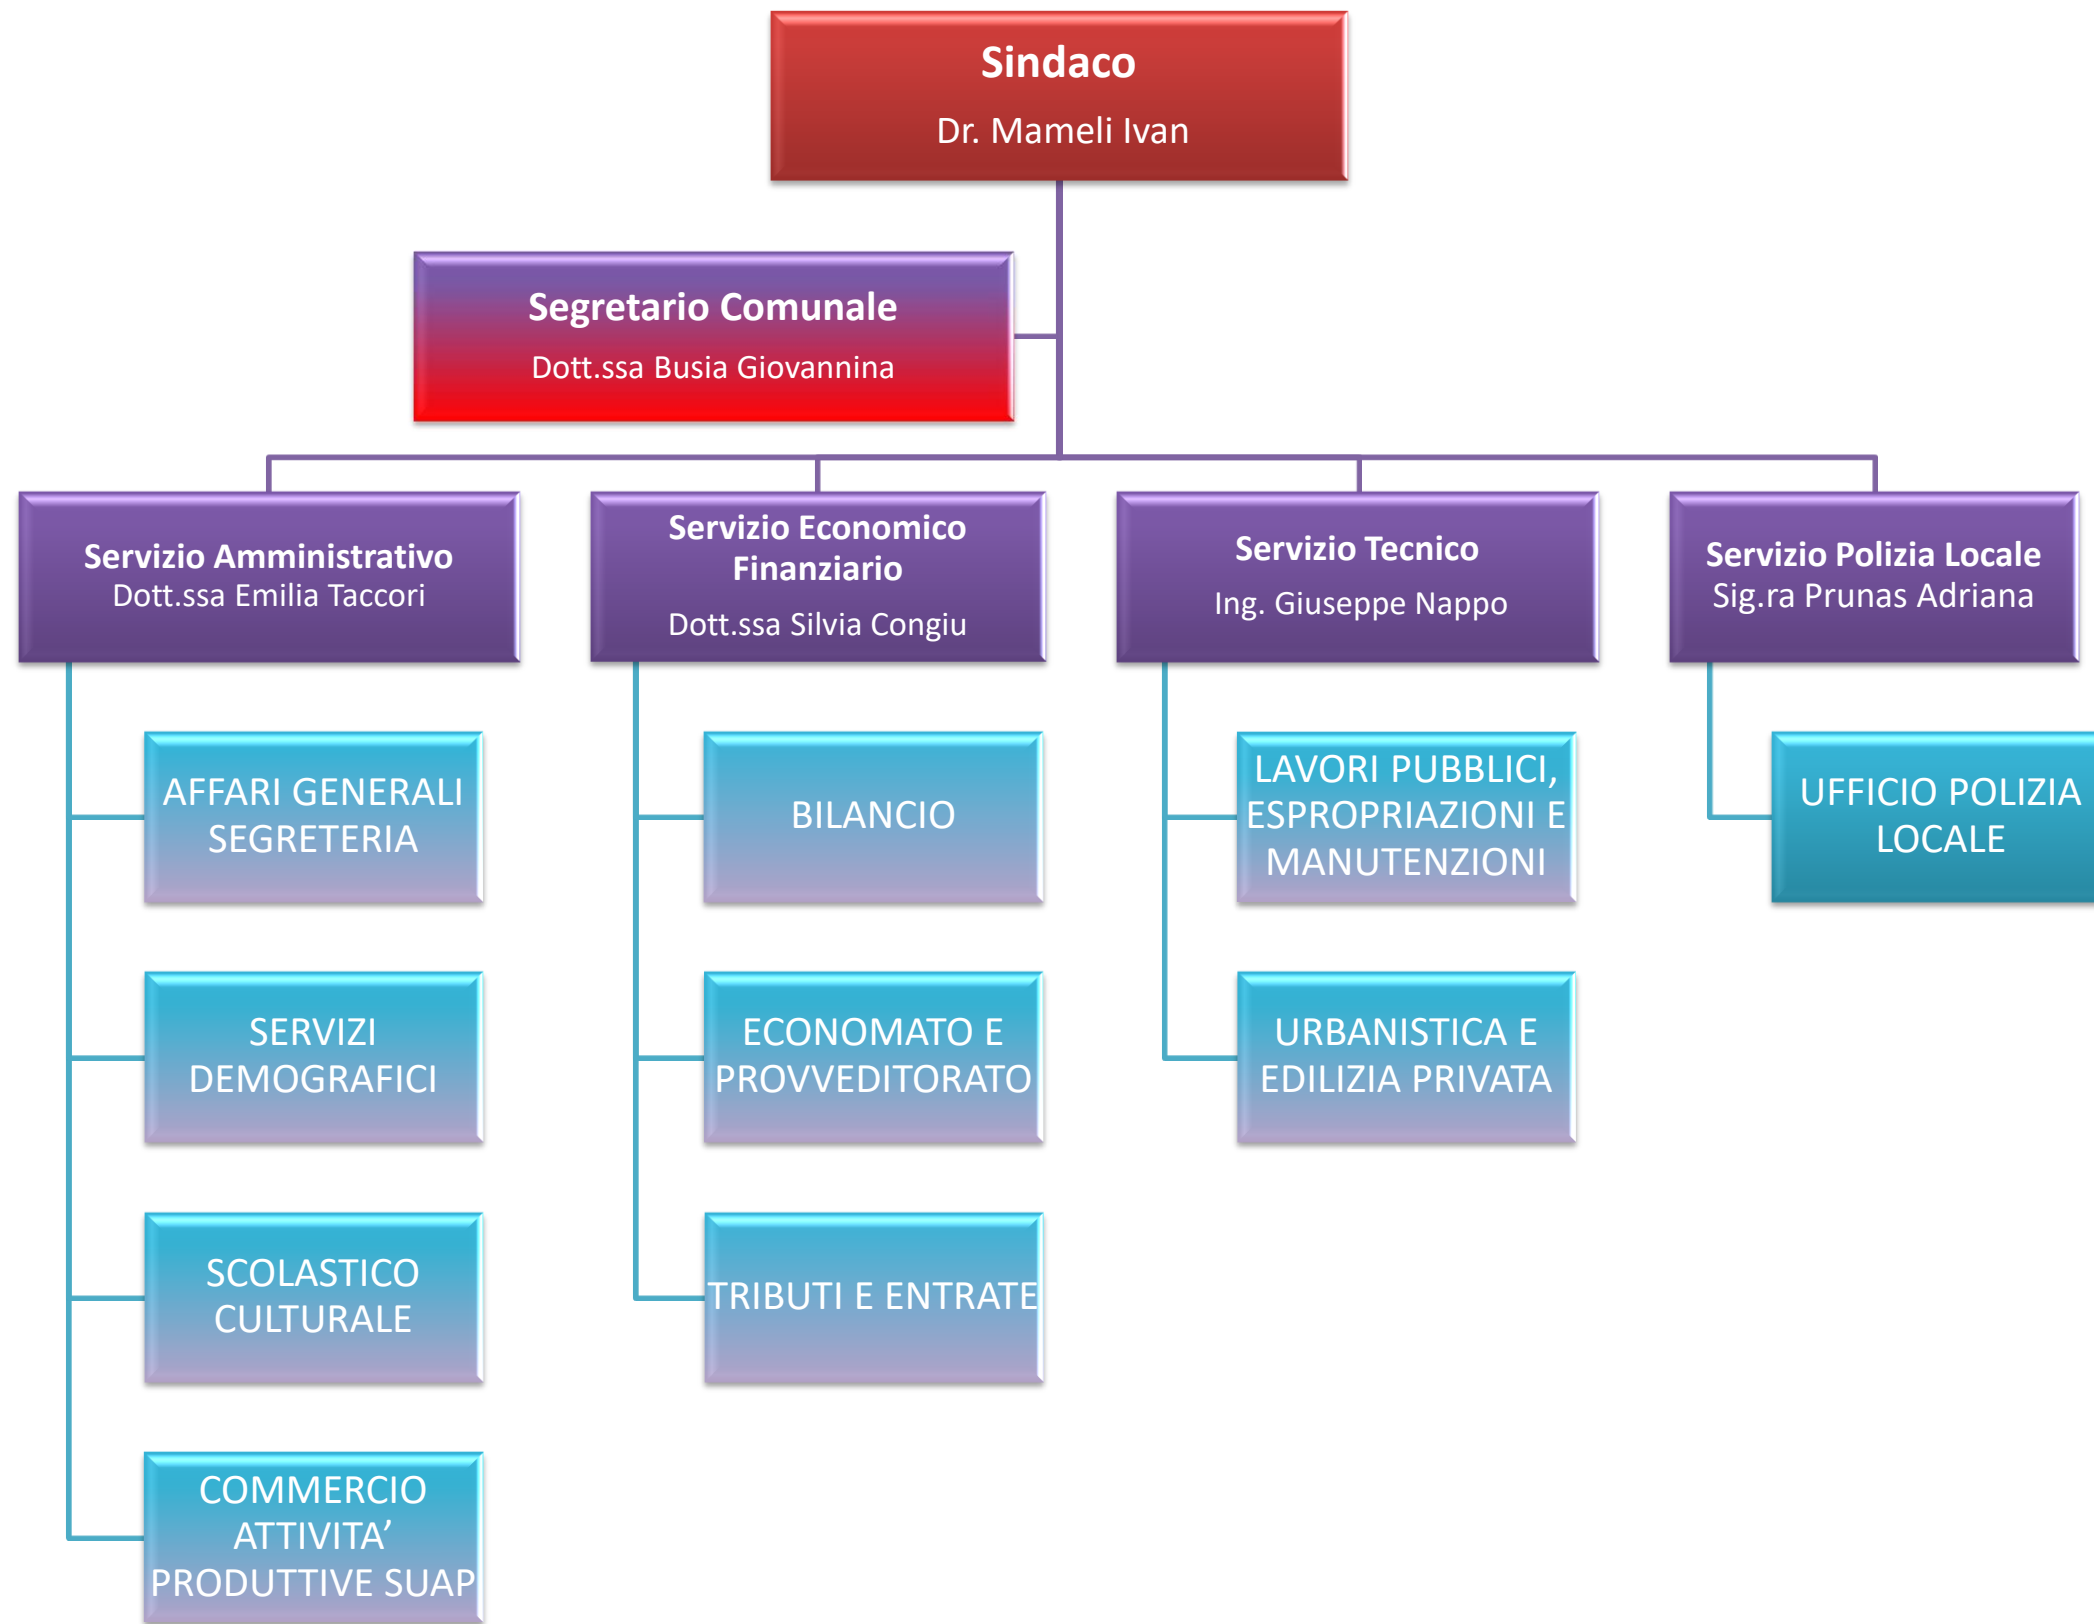 Sindaco
Dr. Mameli Ivan
Segretario Comunale
Dott.ssa Busia Giovannina
Servizio Amministrativo
Dott.ssa Emilia Taccori
Servizio Economico
Finanziario
Dott.ssa Silvia Congiu
Servizio Tecnico
Ing. Giuseppe Nappo
Servizio Polizia Locale
Sig.ra Prunas Adriana
AFFARI GENERALI
SEGRETERIA
BILANCIO
LAVORI PUBBLICI,
ESPROPRIAZIONI E
MANUTENZIONI
UFFICIO POLIZIA
LOCALE
SERVIZI
DEMOGRAFICI
ECONOMATO E
PROVVEDITORATO
URBANISTICA E
EDILIZIA PRIVATA
SCOLASTICO
CULTURALE
TRIBUTI E ENTRATE
COMMERCIO
ATTIVITA’
PRODUTTIVE SUAP